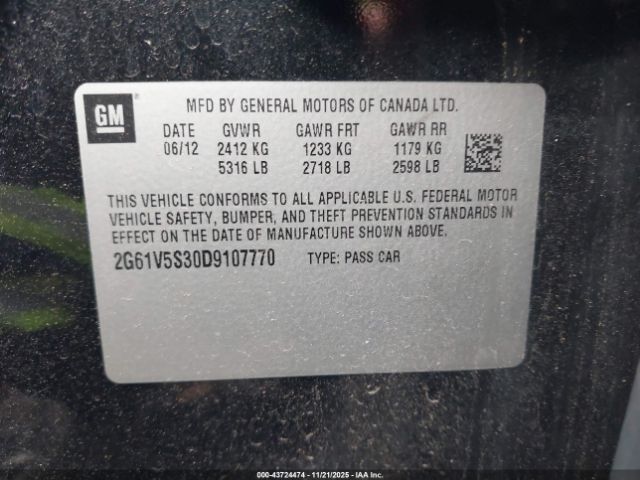 GM
MFD BY GENERAL MOTORS OF CANADA LTD.
DATE GVWR GAWR FRT GAWR RR
06/12 2412 KG 1233 KG 1179 KG
5316 LB 2718 LB 2598 LB
THIS VEHICLE CONFORMS TO ALL APPLICABLE U.S. FEDERAL MOTOR
VEHICLE SAFETY, BUMPER, AND THEFT PREVENTION STANDARDS IN
EFFECT ON THE DATE OF MANUFACTURE SHOWN ABOVE.
2G61V5S30D9107770 TYPE: PASS CAR
000-43724474 - 11/21/2025 - IAAI.CA